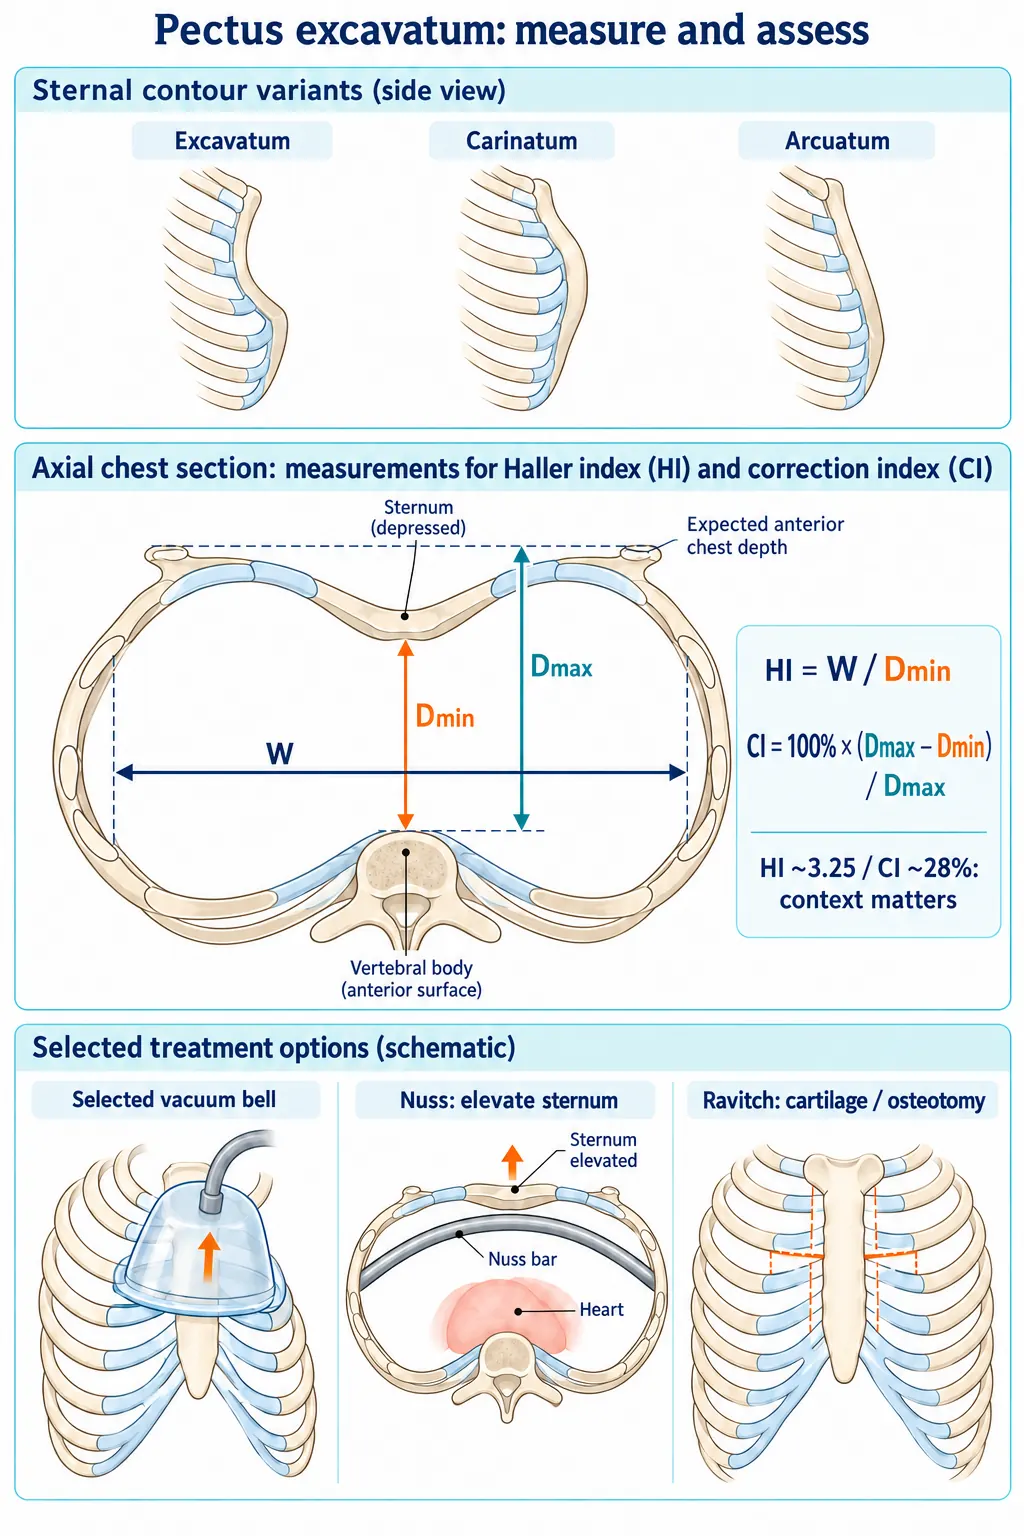 Pectus excavatum: measure and assess
Sternal contour variants (side view)
Excavatum
Carinatum
Arcuatum
Axial chest section: measurements for Haller index (HI) and correction index (CI)
Sternum
(depressed)
Expected anterior
chest depth
Dmax
Dmin
W
HI = W / Dmin
CI = 100% × (Dmax – Dmin)
/ Dmax
HI ~3.25 / CI ~28%:
context matters
Vertebral body
(anterior surface)
Selected treatment options (schematic)
Selected vacuum bell
Nuss: elevate sternum
Sternum
elevated
Nuss bar
Heart
Ravitch: cartilage / osteotomy